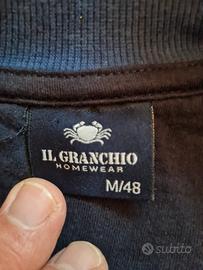 IL GRANCHIO
HOMEWEAR
M/48
subito